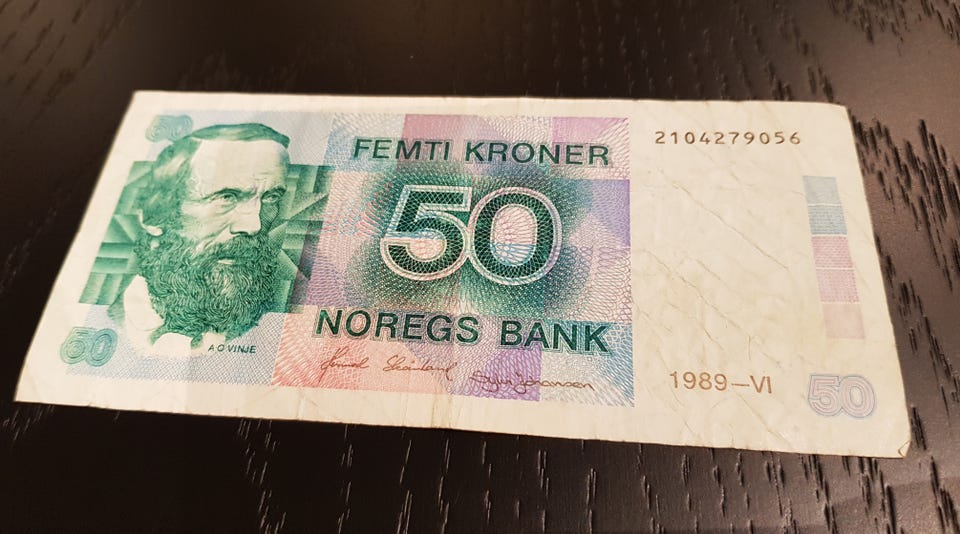 50
FEMTI KRONER
2104279056
50
NOREGS BANK
50
A O VINJE
1989-VI
50